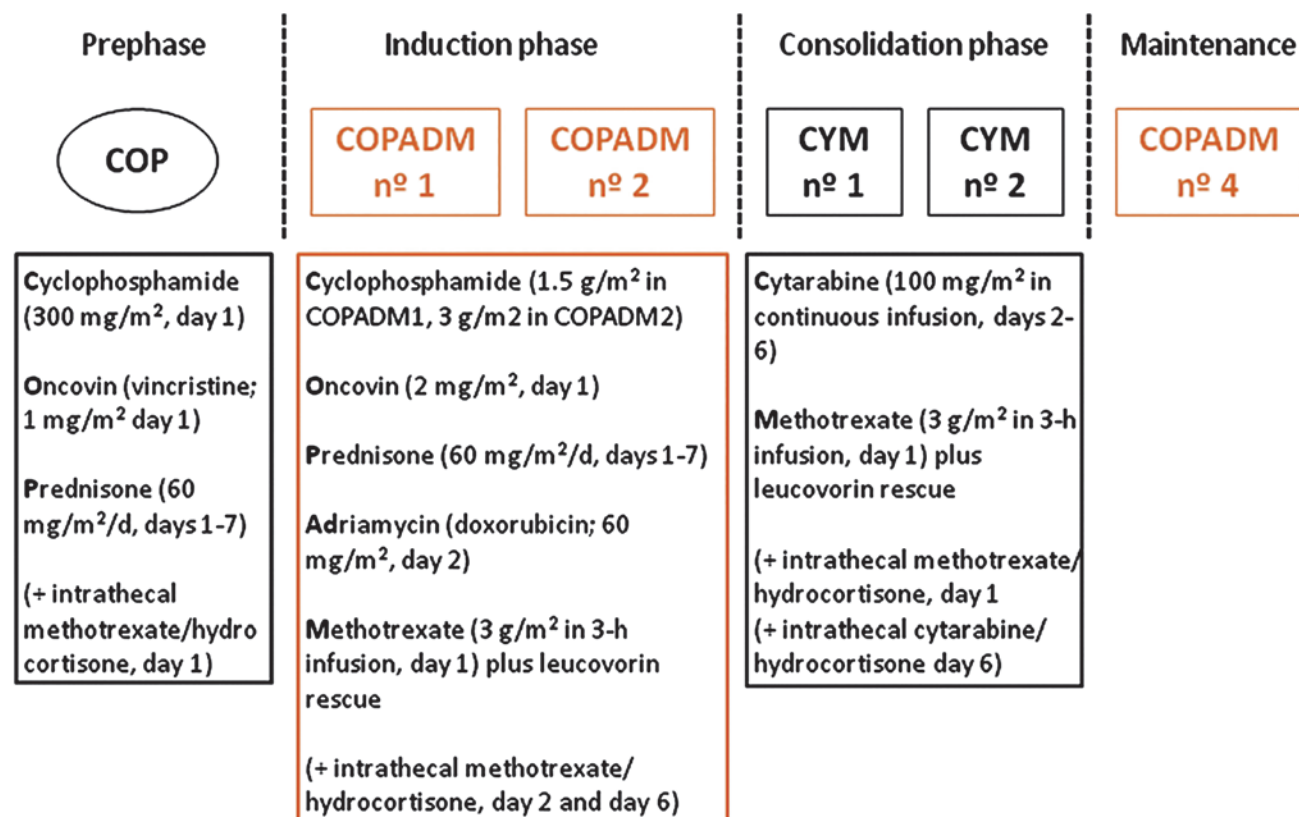 Prephase
Induction phase
Consolidation phase
Maintenance
COP
COPADM
nº 1
COPADM
nº 2
CYM
nº 1
CYM
nº 2
COPADM
nº 4
Cyclophosphamide
(300 mg/m², day 1)
Oncovin (vincristine;
1 mg/m² day 1)
Prednisone (60
mg/m²/d, days 1-7)
(+ intrathecal
methotrexate/hydro
cortisone, day 1)
Cyclophosphamide (1.5 g/m² in
COPADM1, 3 g/m2 in COPADM2)
Oncovin (2 mg/m², day 1)
Prednisone (60 mg/m²/d, days 1-7)
Adriamycin (doxorubicin; 60
mg/m², day 2)
Methotrexate (3 g/m² in 3-h
infusion, day 1) plus leucovorin
rescue
(+ intrathecal methotrexate/
hydrocortisone, day 2 and day 6)
Cytarabine (100 mg/m² in
continuous infusion, days 2-
6)
Methotrexate (3 g/m² in 3-h
infusion, day 1) plus
leucovorin rescue
(+ intrathecal methotrexate/
hydrocortisone, day 1
(+ intrathecal cytarabine/
hydrocortisone day 6)